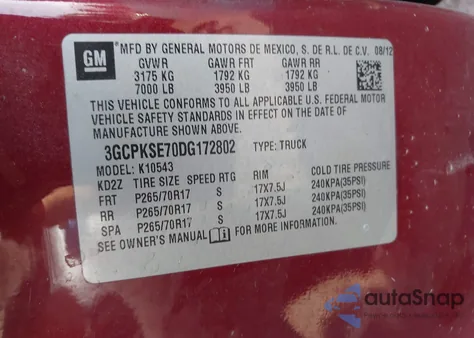 GM
MFD BY GENERAL MOTORS DE MEXICO, S. DE R.L. DE C.V. 08/12
GVWR GAWR FRT GAWR RR
3175 KG 1792 KG 1792 KG
7000 LB 3950 LB 3950 LB
THIS VEHICLE CONFORMS TO ALL APPLICABLE U.S. FEDERAL MOTOR
VEHICLE SAFETY STANDARDS IN EFFECT ON THE DATE OF
MANUFACTURE SHOWN ABOVE.
3GCPKSE70DG172802 TYPE: TRUCK
MODEL: K10543
KD2Z TIRE SIZE SPEED RTG RIM COLD TIRE PRESSURE
FRT P265/70R17 S 17X7.5J 240KPA(35PSI)
RR P265/70R17 S 17X7.5J 240KPA(35PSI)
SPA P265/70R17 S 17X7.5J 240KPA(35PSI)
SEE OWNER'S MANUAL FOR MORE INFORMATION.
autoSnap